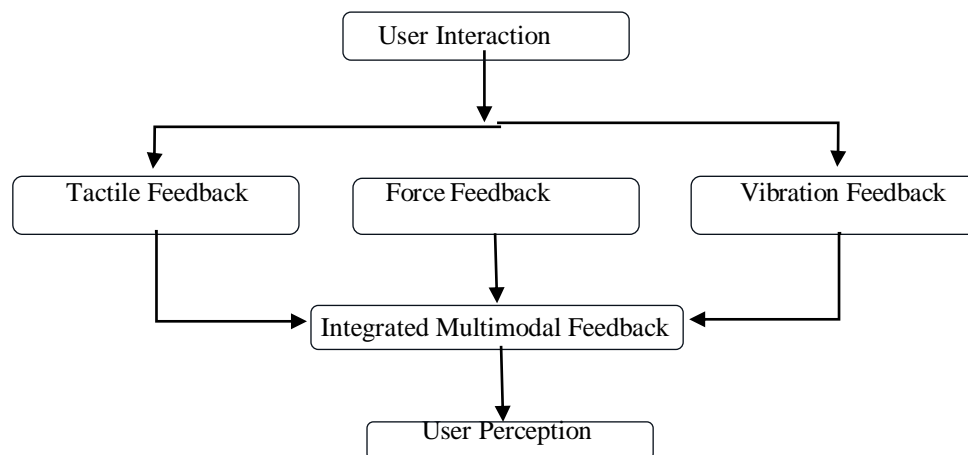 User Interaction
Tactile Feedback
Force Feedback
Vibration Feedback
Integrated Multimodal Feedback
User Perception